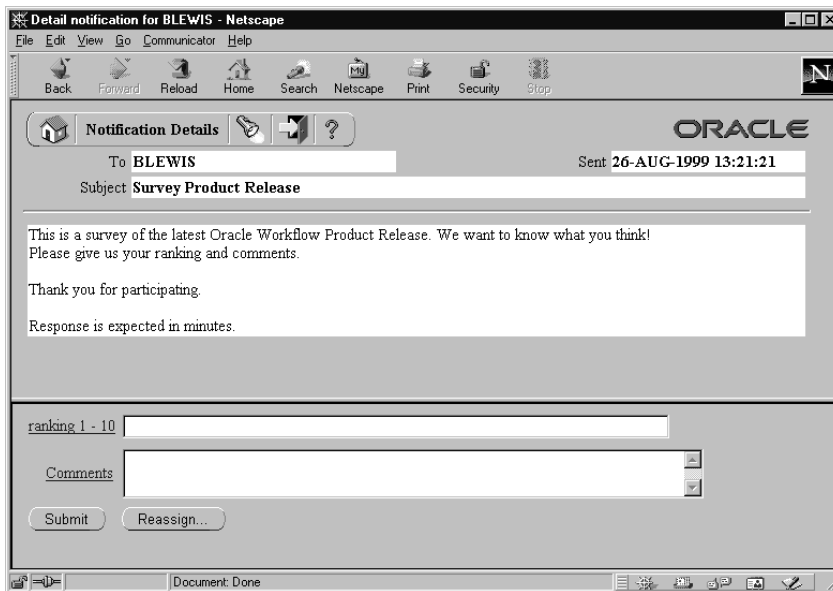 Detail notification for BLEWIS - Netscape
File Edit View Go Communicator Help
Back Forward Reload Home Search Netscape Print Security Stop
My
N
Notification Details ?
ORACLE
To BLEWIS Sent 26-AUG-1999 13:21:21
Subject Survey Product Release
This is a survey of the latest Oracle Workflow Product Release. We want to know what you think!
Please give us your ranking and comments.
Thank you for participating.
Response is expected in minutes.
ranking 1 - 10
Comments
Submit Reassign...
Document: Done